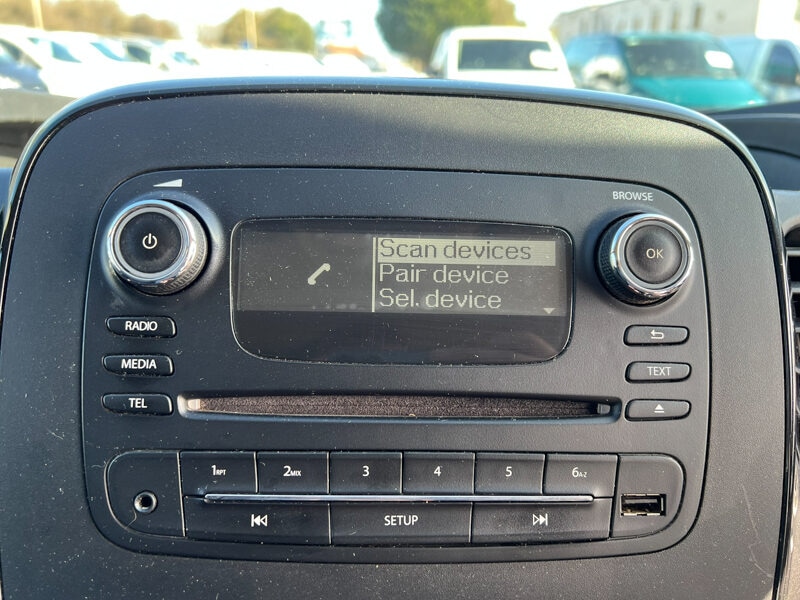 BROWSE
OK
Scan devices
Pair device
Sel. device
RADIO
MEDIA
TEL
TEXT
1RPT 2MIX 3 4 5 6A-Z
SETUP